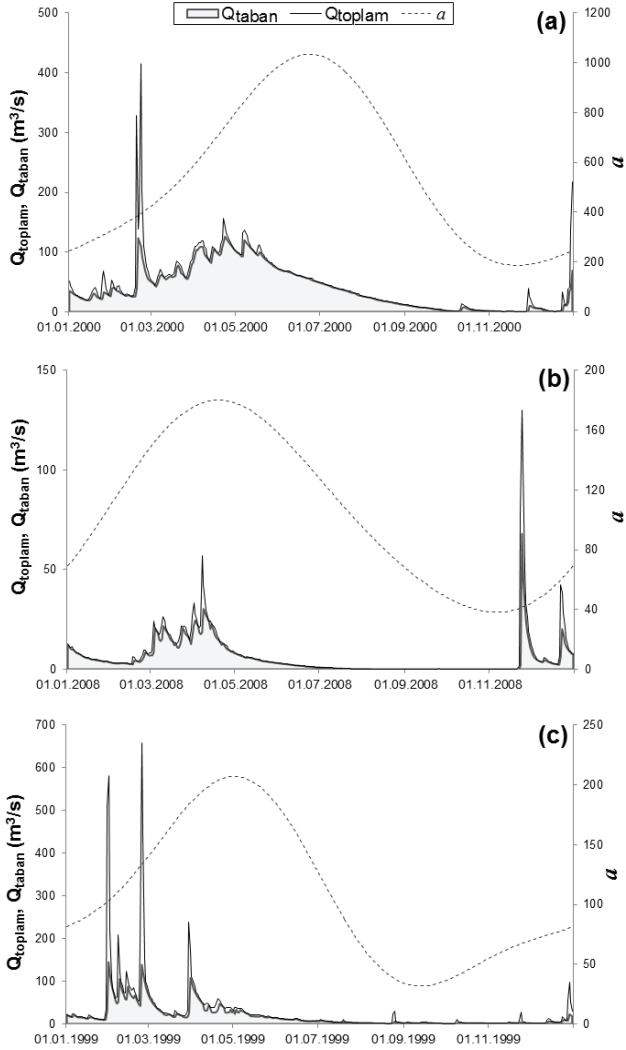 Qtaban Qtoplam a
(a)
500 400 300 200 100 0
Qtoplam, Qtaban (m³/s)
1200 1000 800 600 400 200 0
a
01.01.2000 01.03.2000 01.05.2000 01.07.2000 01.09.2000 01.11.2000
(b)
150 100 50 0
Qtoplam, Qtaban (m³/s)
200 160 120 80 40 0
a
01.01.2008 01.03.2008 01.05.2008 01.07.2008 01.09.2008 01.11.2008
(c)
700 600 500 400 300 200 100 0
Qtoplam, Qtaban (m³/s)
250 200 150 100 50 0
a
01.01.1999 01.03.1999 01.05.1999 01.07.1999 01.09.1999 01.11.1999